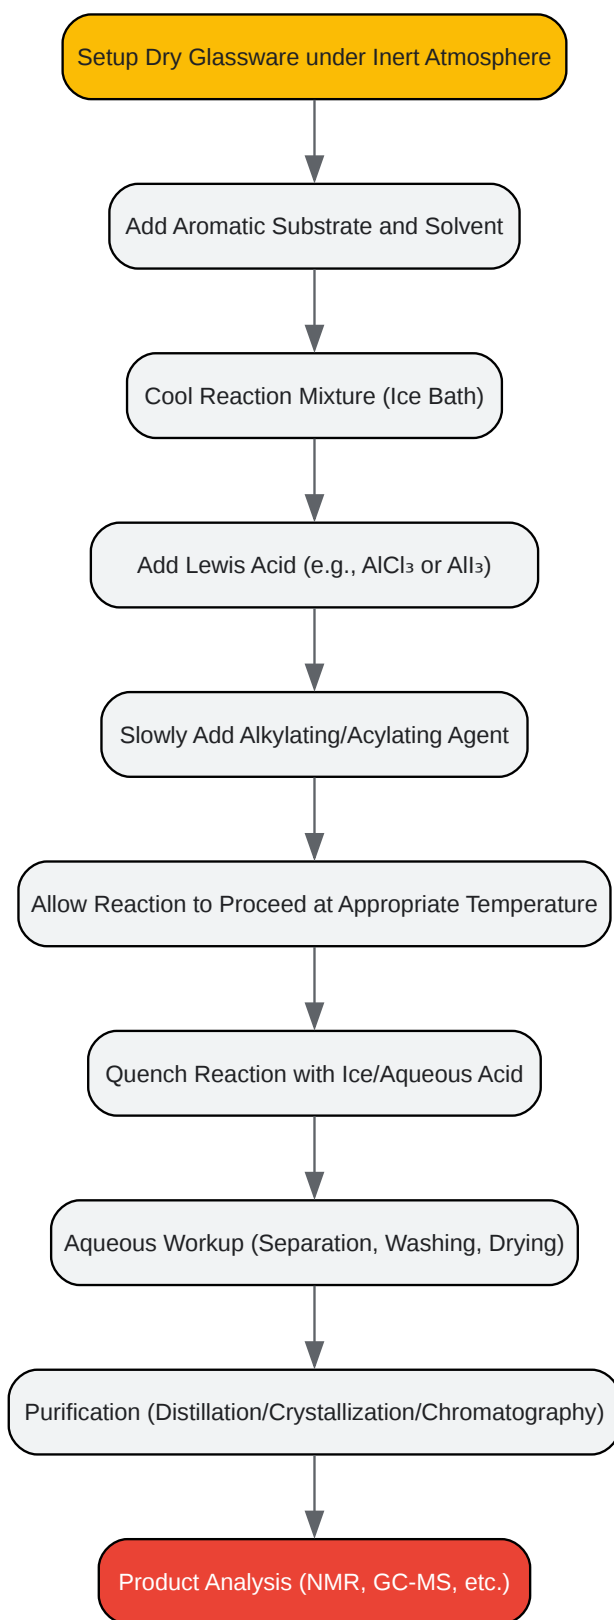 Setup Dry Glassware under Inert Atmosphere
Add Aromatic Substrate and Solvent
Cool Reaction Mixture (Ice Bath)
Add Lewis Acid (e.g., AlCl₃ or AlI₃)
Slowly Add Alkylating/Acylating Agent
Allow Reaction to Proceed at Appropriate Temperature
Quench Reaction with Ice/Aqueous Acid
Aqueous Workup (Separation, Washing, Drying)
Purification (Distillation/Crystallization/Chromatography)
Product Analysis (NMR, GC-MS, etc.)